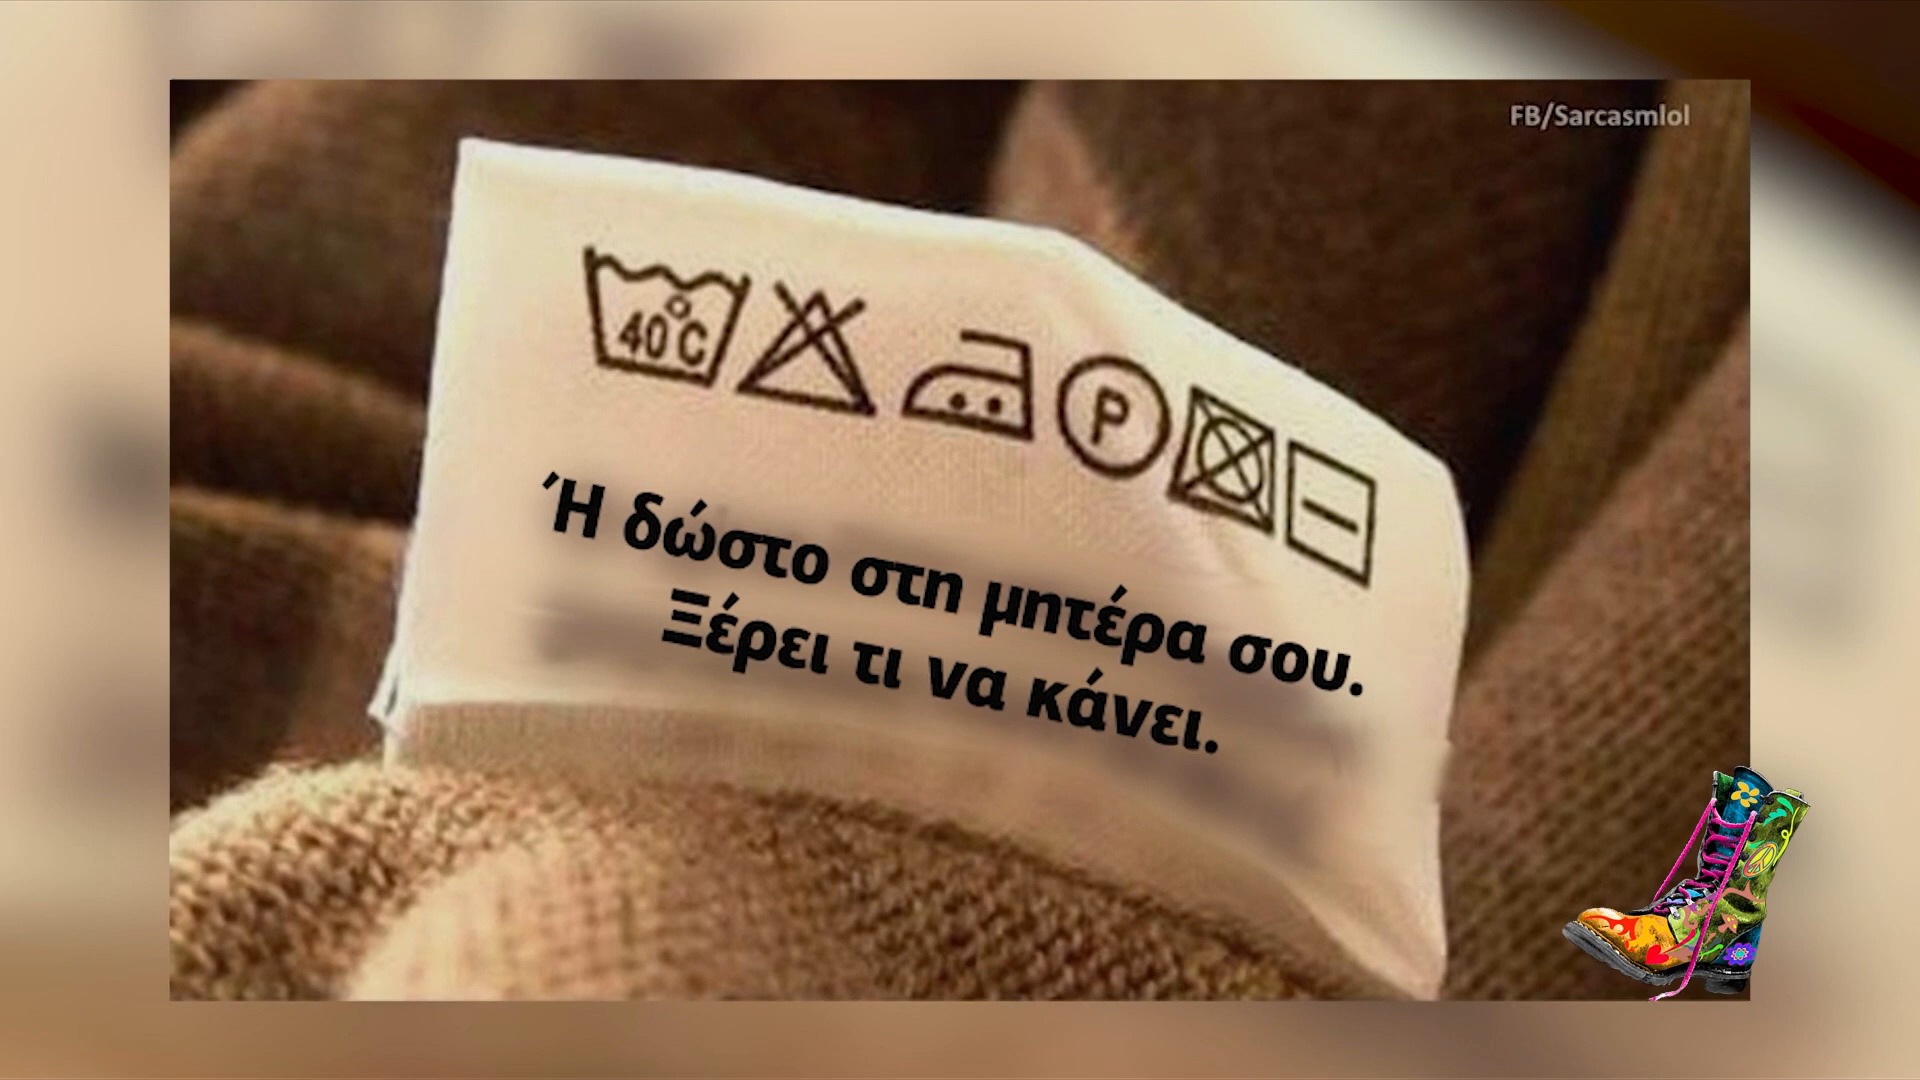 FB/Sarcasmlol
40°C
P
Ή δώστο στη μητέρα σου.
Ξέρει τι να κάνει.